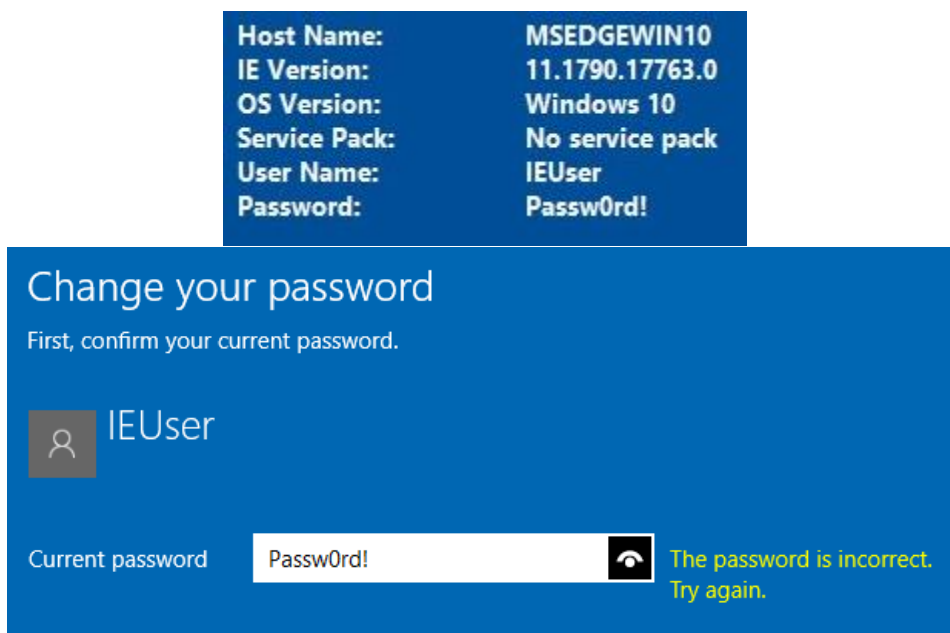 Host Name: MSEDGEWIN10
IE Version: 11.1790.17763.0
OS Version: Windows 10
Service Pack: No service pack
User Name: IEUser
Password: Passw0rd!
Change your password
First, confirm your current password.
IEUser
Current password Passw0rd! The password is incorrect.
Try again.